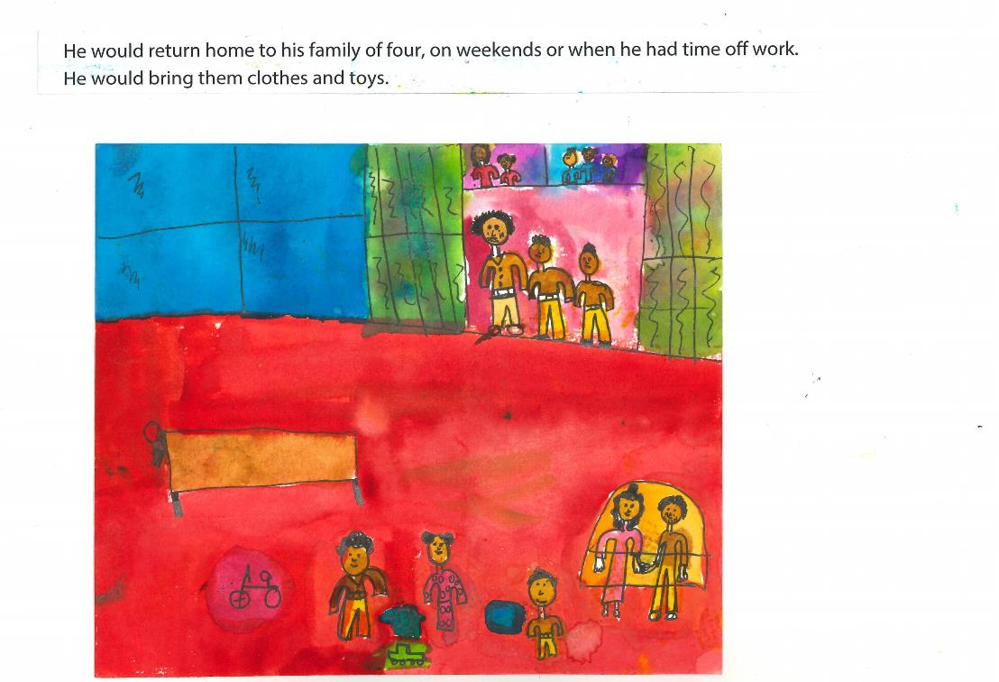 He would return home to his family of four, on weekends or when he had time off work.
He would bring them clothes and toys.